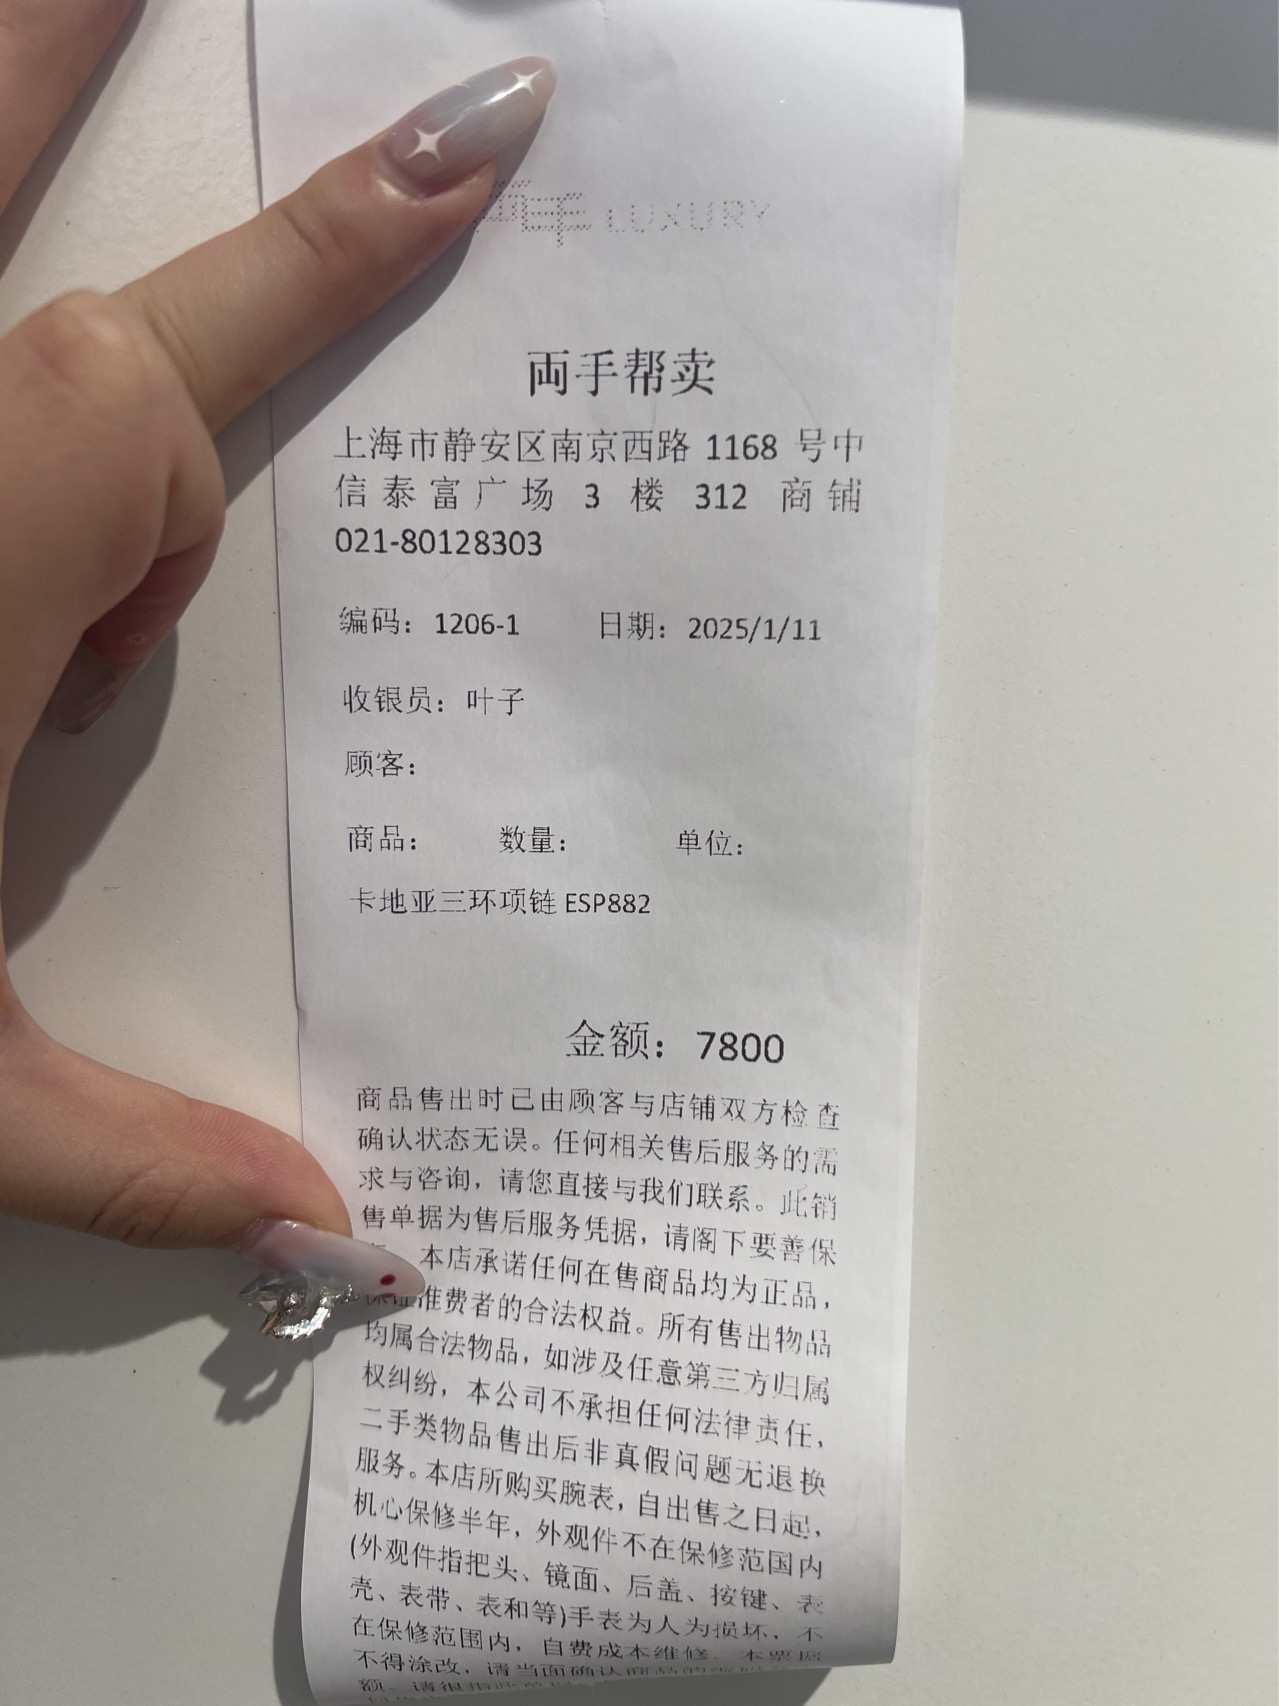 手 LUXURY
両手帮卖
上海市静安区南京西路 1168 号中
信泰富广场 3 楼 312 商铺
021-80128303
编码：1206-1 日期：2025/1/11
收银员：叶子
顾客：
商品： 数量： 单位：
卡地亚三环项链 ESP882
金额：7800
商品售出时已由顾客与店铺双方检查
确认状态无误。任何相关售后服务的需
求与咨询，请您直接与我们联系。此销
售单据为售后服务凭据，请阁下要善保
本店承诺任何在售商品均为正品，
保证准费者的合法权益。所有售出物品
均属合法物品，如涉及任意第三方归属
权纠纷，本公司不承担任何法律责任，
二手类物品售出后非真假问题无退换
服务。本店所购买腕表，自出售之日起，
机心保修半年，外观件不在保修范国内
(外观件指把头、镜面、后盖、按键、表
壳、表带、表和等)手表为人为损坏，不
在保修范围内，自费成本维修。本票
不得涂改，请当面确认商品的
额。请